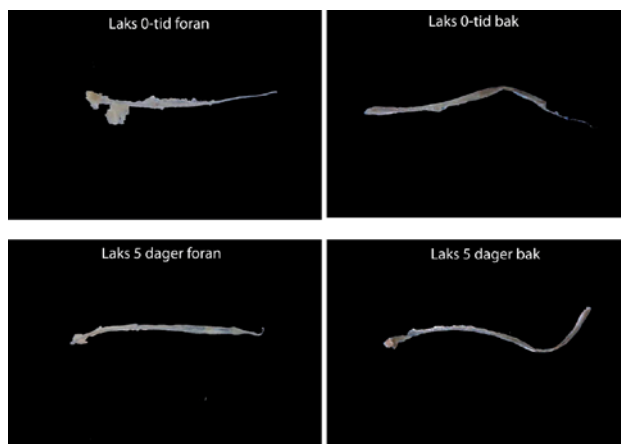 Laks 0-tid foran
Laks 0-tid bak
Laks 5 dager foran
Laks 5 dager bak